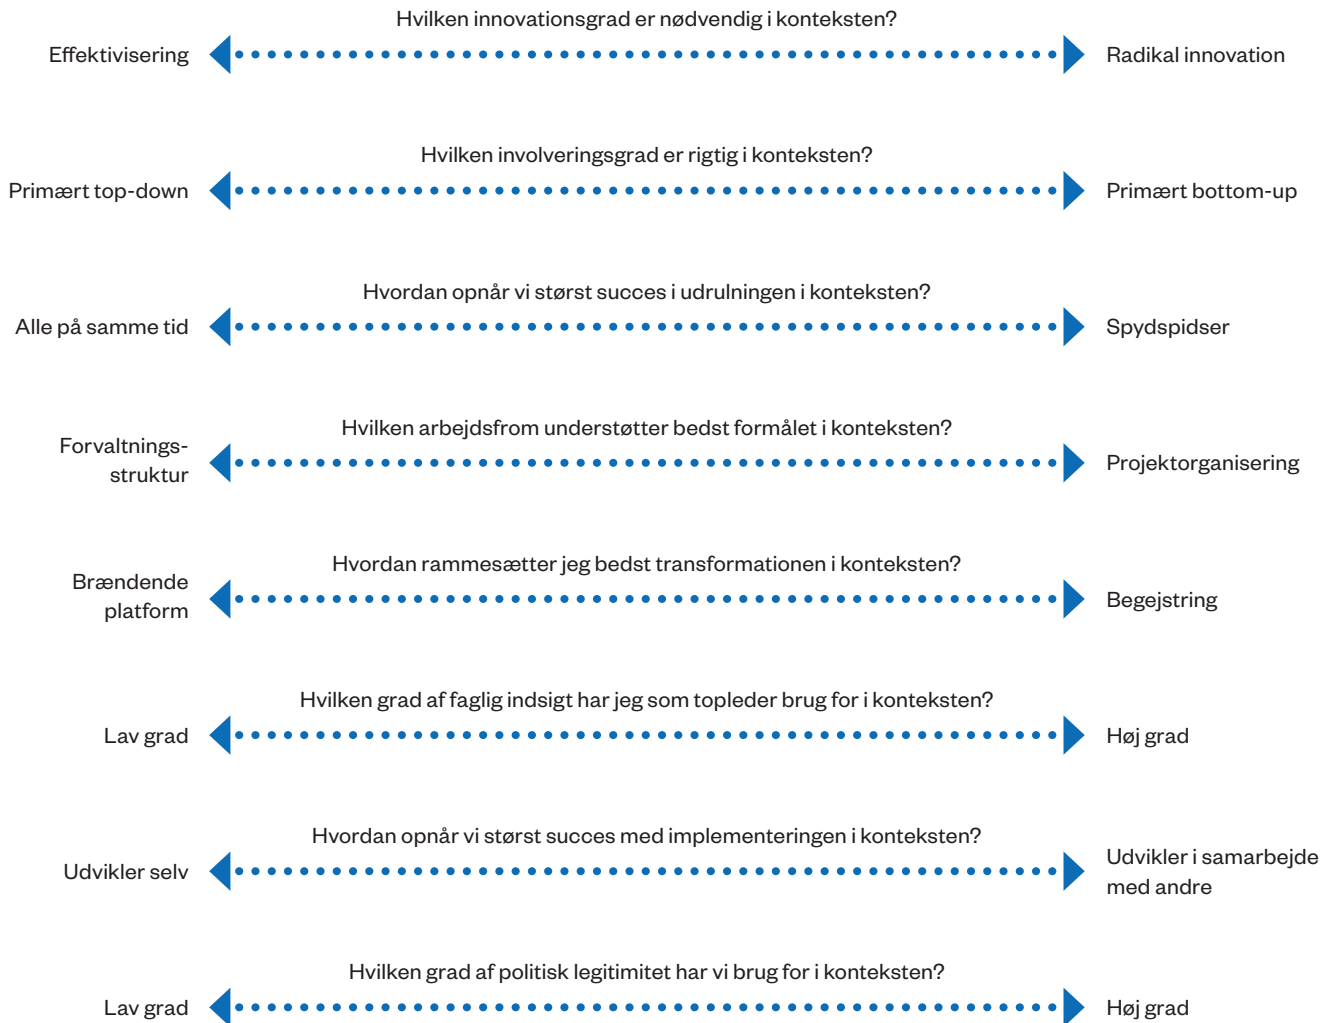 Hvilken innovationsgrad er nødvendig i konteksten?
Effektivisering
Radikal innovation
Hvilken involveringsgrad er rigtig i konteksten?
Primært top-down
Primært bottom-up
Hvordan opnår vi størst succes i udrulningen i konteksten?
Alle på samme tid
Spydspidser
Hvilken arbejdsfrom understøtter bedst formålet i konteksten?
Forvaltnings-
struktur
Projektorganisering
Hvordan rammesætter jeg bedst transformationen i konteksten?
Brændende
platform
Begejstring
Hvilken grad af faglig indsigt har jeg som topleder brug for i konteksten?
Lav grad
Høj grad
Hvordan opnår vi størst succes med implementeringen i konteksten?
Udvikler selv
Udvikler i samarbejde
med andre
Hvilken grad af politisk legitimitet har vi brug for i konteksten?
Lav grad
Høj grad